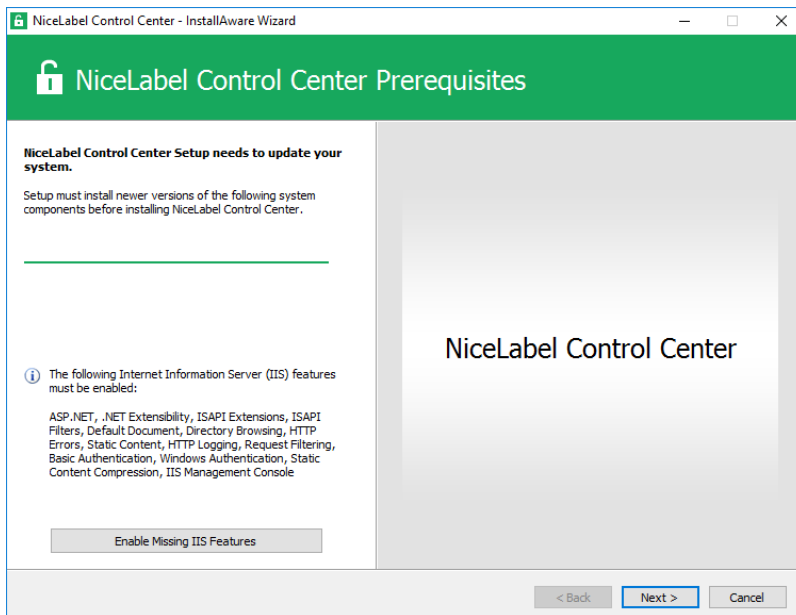 NiceLabel Control Center - InstallAware Wizard
NiceLabel Control Center Prerequisites
NiceLabel Control Center Setup needs to update your
system.
Setup must install newer versions of the following system
components before installing NiceLabel Control Center.
The following Internet Information Server (IIS) features
must be enabled:
ASP.NET, .NET Extensibility, ISAPI Extensions, ISAPI
Filters, Default Document, Directory Browsing, HTTP
Errors, Static Content, HTTP Logging, Request Filtering,
Basic Authentication, Windows Authentication, Static
Content Compression, IIS Management Console
Enable Missing IIS Features
NiceLabel Control Center
< Back
Next >
Cancel